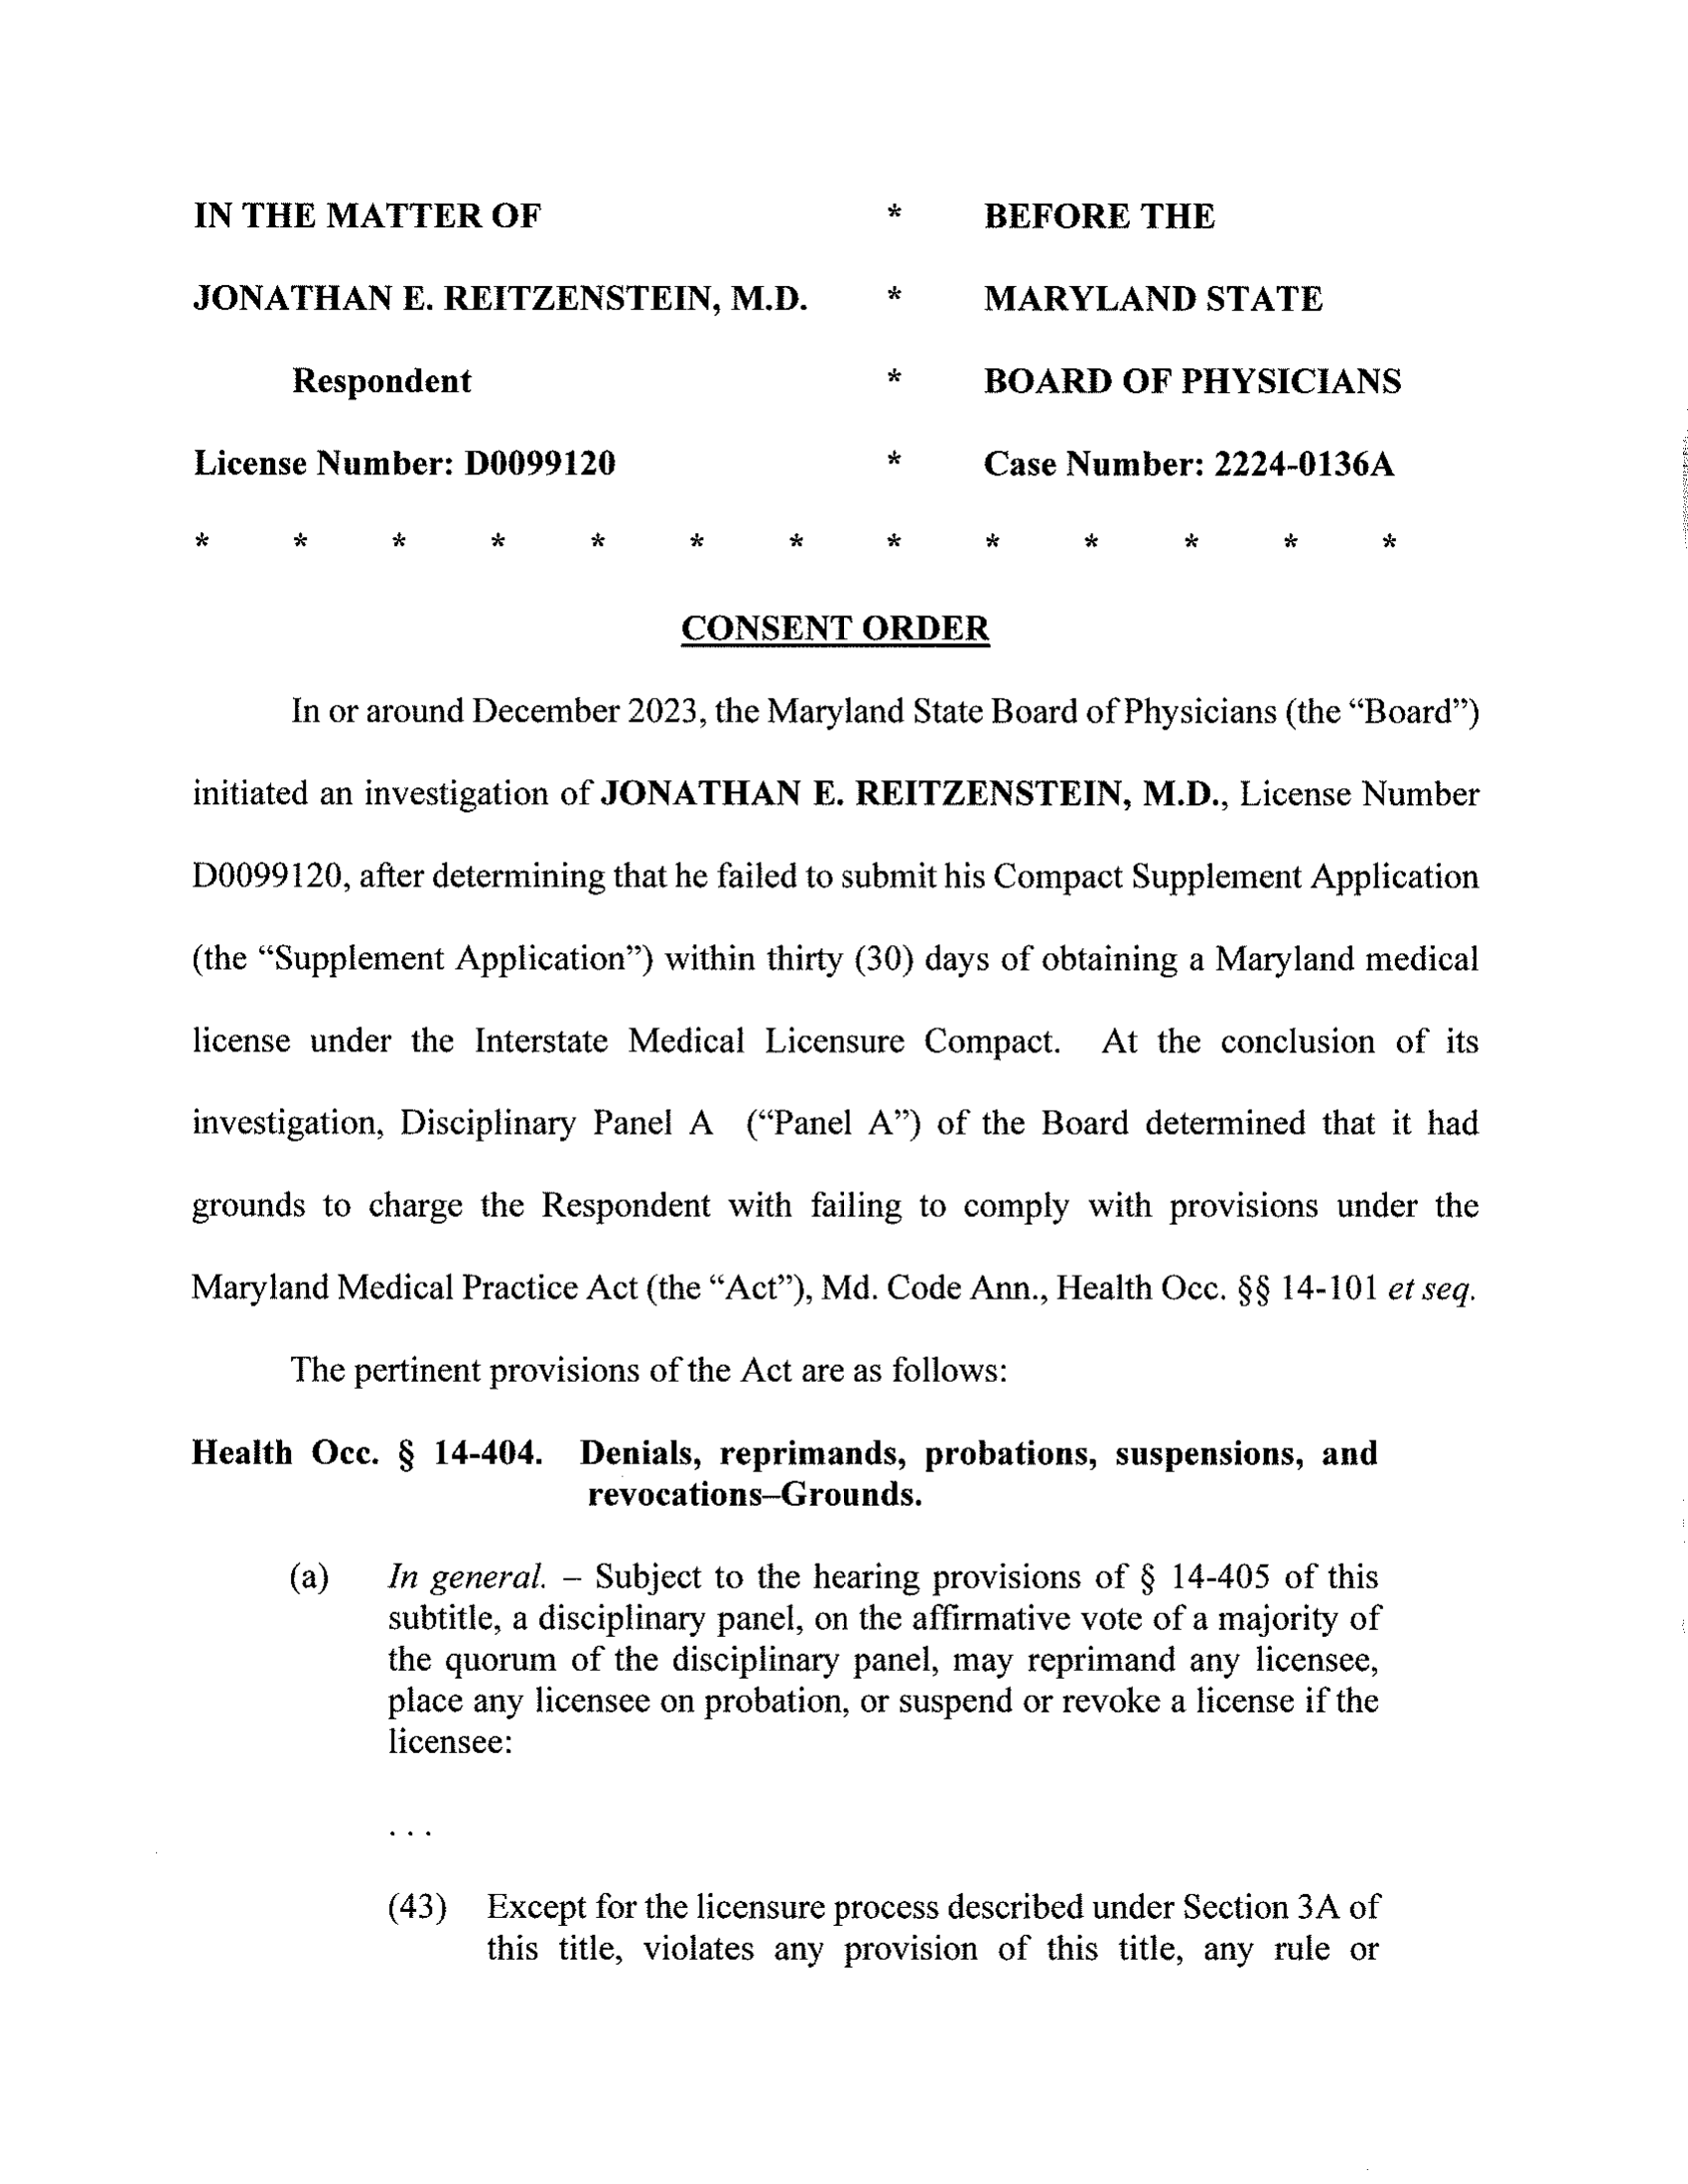 IN THE MATTER OF * BEFORE THE
JONATHAN E. REITZENSTEIN, M.D. * MARYLAND STATE
Respondent * BOARD OF PHYSICIANS
License Number: D0099120 * Case Number: 2224-0136A
* * * * * * * * * * * * *
CONSENT ORDER
In or around December 2023, the Maryland State Board of Physicians (the “Board”)
initiated an investigation of JONATHAN E. REITZENSTEIN, M.D., License Number
D0099120, after determining that he failed to submit his Compact Supplement Application
(the “Supplement Application”) within thirty (30) days of obtaining a Maryland medical
license under the Interstate Medical Licensure Compact. At the conclusion of its
investigation, Disciplinary Panel A (“Panel A”) of the Board determined that it had
grounds to charge the Respondent with failing to comply with provisions under the
Maryland Medical Practice Act (the “Act”), Md. Code Ann., Health Occ. §§ 14-101 et seq.
The pertinent provisions of the Act are as follows:
Health Occ. § 14-404. Denials, reprimands, probations, suspensions, and
revocations–Grounds.
(a) In general. – Subject to the hearing provisions of § 14-405 of this
subtitle, a disciplinary panel, on the affirmative vote of a majority of
the quorum of the disciplinary panel, may reprimand any licensee,
place any licensee on probation, or suspend or revoke a license if the
licensee:
. . .
(43) Except for the licensure process described under Section 3A of
this title, violates any provision of this title, any rule or